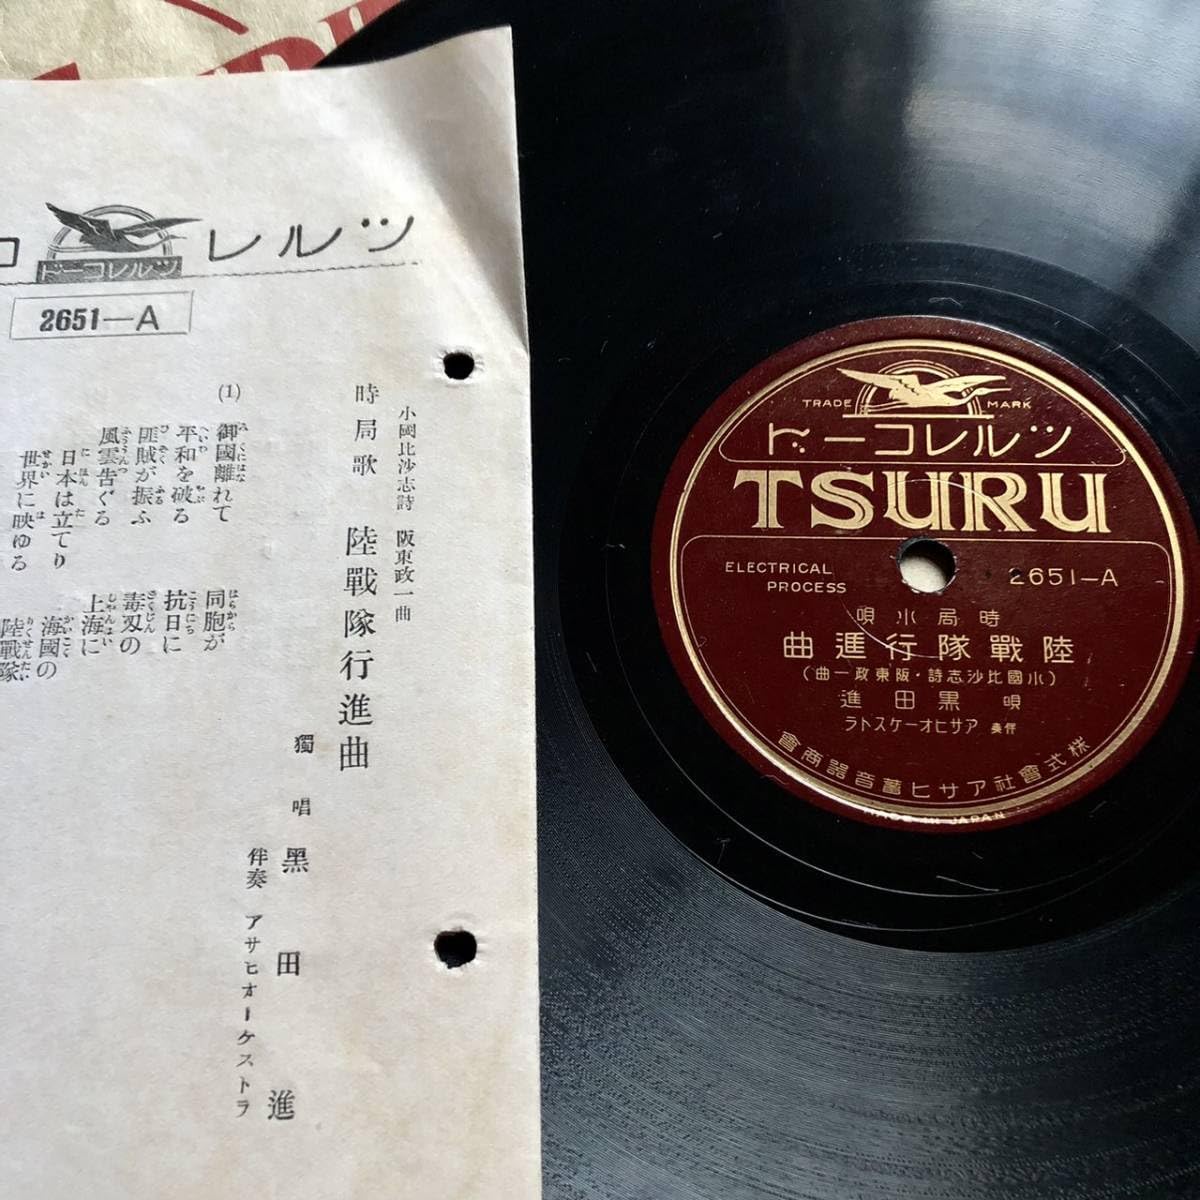 ツルレコ
ツルレコード
2651—A
小國比沙志詩 阪東政一曲
時局歌 陸戰隊行進曲
獨唱 黑田進
伴奏 アサヒオーケストラ
(1)
御國離れて 同胞が
平和を破る 抗日に
匪賊が振ふ 毒刃の
風雲告ぐる 上海に
日本は立てり 海國の
世界に映ゆる 陸戰隊
TRADE MARK
ツルレコード
TSURU
ELECTRICAL PROCESS
2651-A
時局小唄
陸戰隊行進曲
(小國比沙志詩・阪東政一曲)
唄 黑田進
伴奏 アサヒオーケストラ
株式會社アサヒ蓄音器商會
MADE IN JAPAN